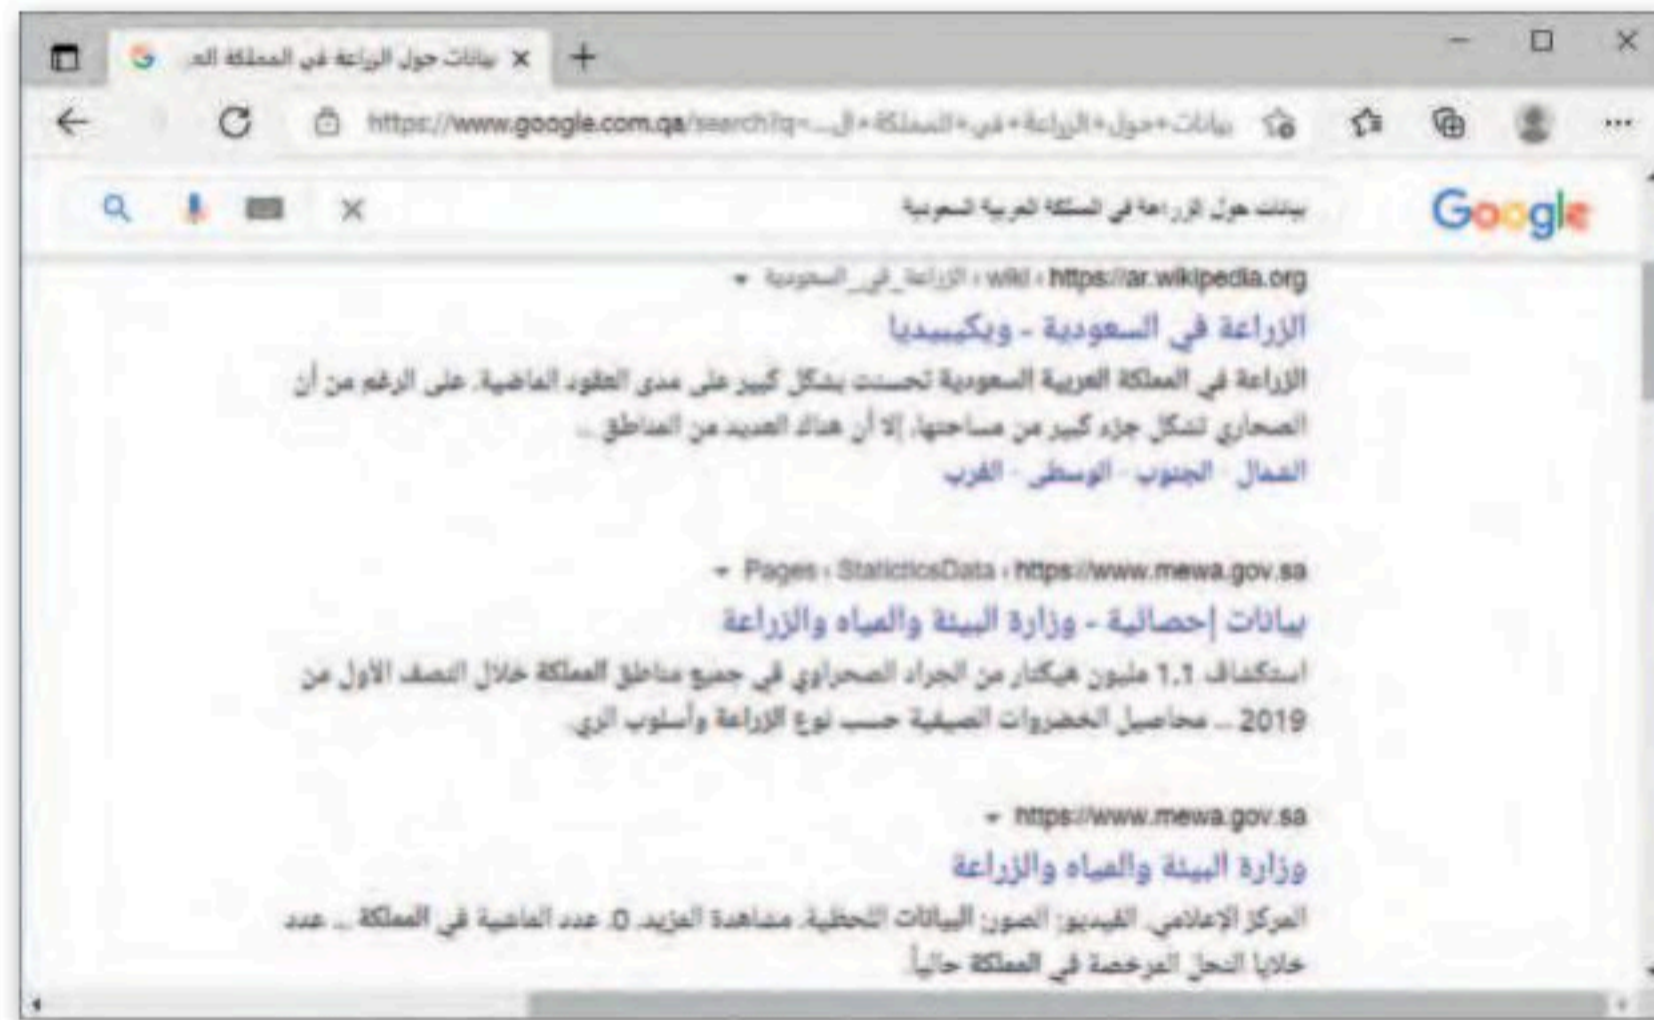 بيانات حول الزراعة في المملكة الع
https://www.google.com.qa/search?q=بيانات+حول+الزراعة+في+المملكة+ال...
Google
بيانات حول الزراعة في المملكة العربية السعودية
https://ar.wikipedia.org › wiki › الزراعة_في_السعودية
الزراعة في السعودية - ويكيبيديا
الزراعة في المملكة العربية السعودية تحسنت بشكل كبير على مدى العقود الماضية. على الرغم من أن
الصحاري تشكل جزء كبير من مساحتها، إلا أن هناك العديد من المناطق ...
الشمال - الجنوب - الوسطى - الغرب
https://www.mewa.gov.sa › StaticticsData › Pages
بيانات إحصائية - وزارة البيئة والمياه والزراعة
استكشاف 1.1 مليون هيكتار من الجراد الصحراوي في جميع مناطق المملكة خلال النصف الأول من
2019 ... محاصيل الخضروات الصيفية حسب نوع الزراعة وأسلوب الري.
https://www.mewa.gov.sa
وزارة البيئة والمياه والزراعة
المركز الإعلامي. الفيديو; الصور; البيانات اللحظية. مشاهدة المزيد. 0. عدد الماشية في المملكة ... عدد
خلايا النحل المرخصة في المملكة حالياً.